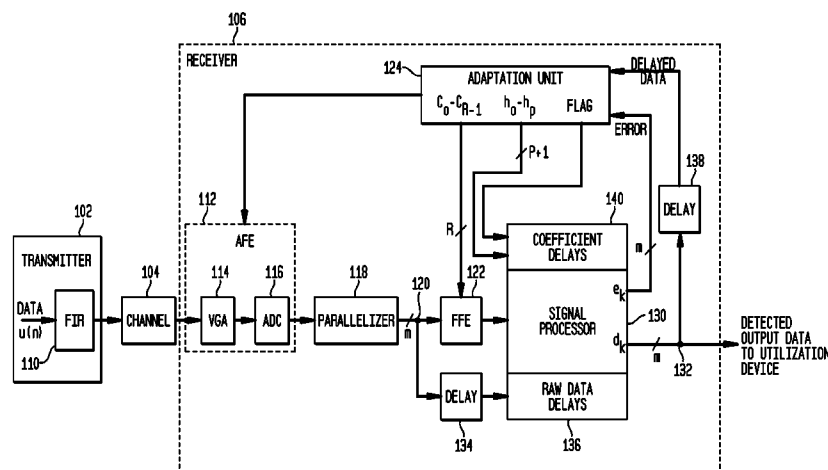 106
RECEIVER
124
ADAPTATION UNIT
C0-CR-1
h0-hp
FLAG
DELAYED
DATA
ERROR
P+1
138
DELAY
112
AFE
R
140
COEFFICIENT
DELAYS
m
102
TRANSMITTER
DATA
u(n)
FIR
110
104
CHANNEL
114
VGA
116
ADC
118
PARALLELIZER
120
m
122
FFE
SIGNAL
PROCESSOR
ek
130
dk
m
132
DETECTED
OUTPUT DATA
TO UTILIZATION
DEVICE
DELAY
134
RAW DATA
DELAYS
136